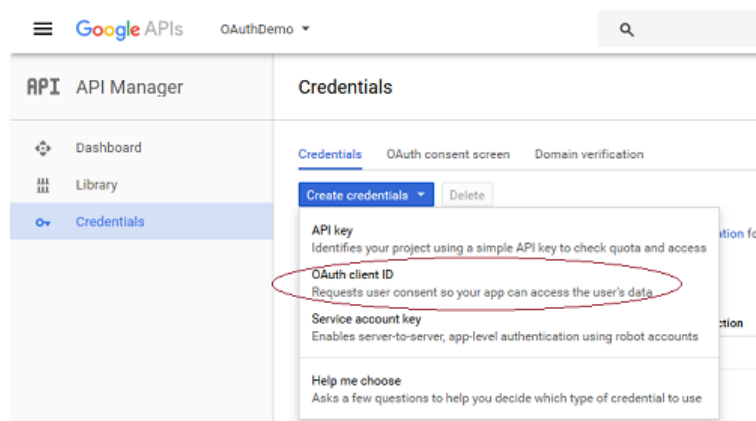 Google APIs OAuthDemo
API API Manager
Credentials
Dashboard
Library
Credentials
Credentials OAuth consent screen Domain verification
Create credentials Delete
API key
Identifies your project using a simple API key to check quota and access
OAuth client ID
Requests user consent so your app can access the user's data
Service account key
Enables server-to-server, app-level authentication using robot accounts
Help me choose
Asks a few questions to help you decide which type of credential to use